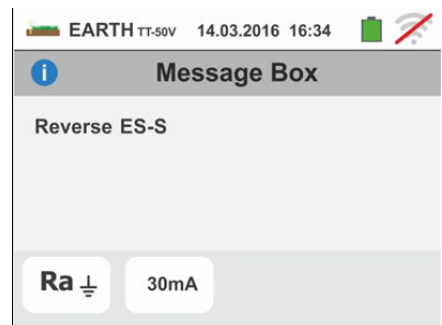 EARTH TT-50V 14.03.2016 16:34
Message Box
Reverse ES-S
Ra 30mA